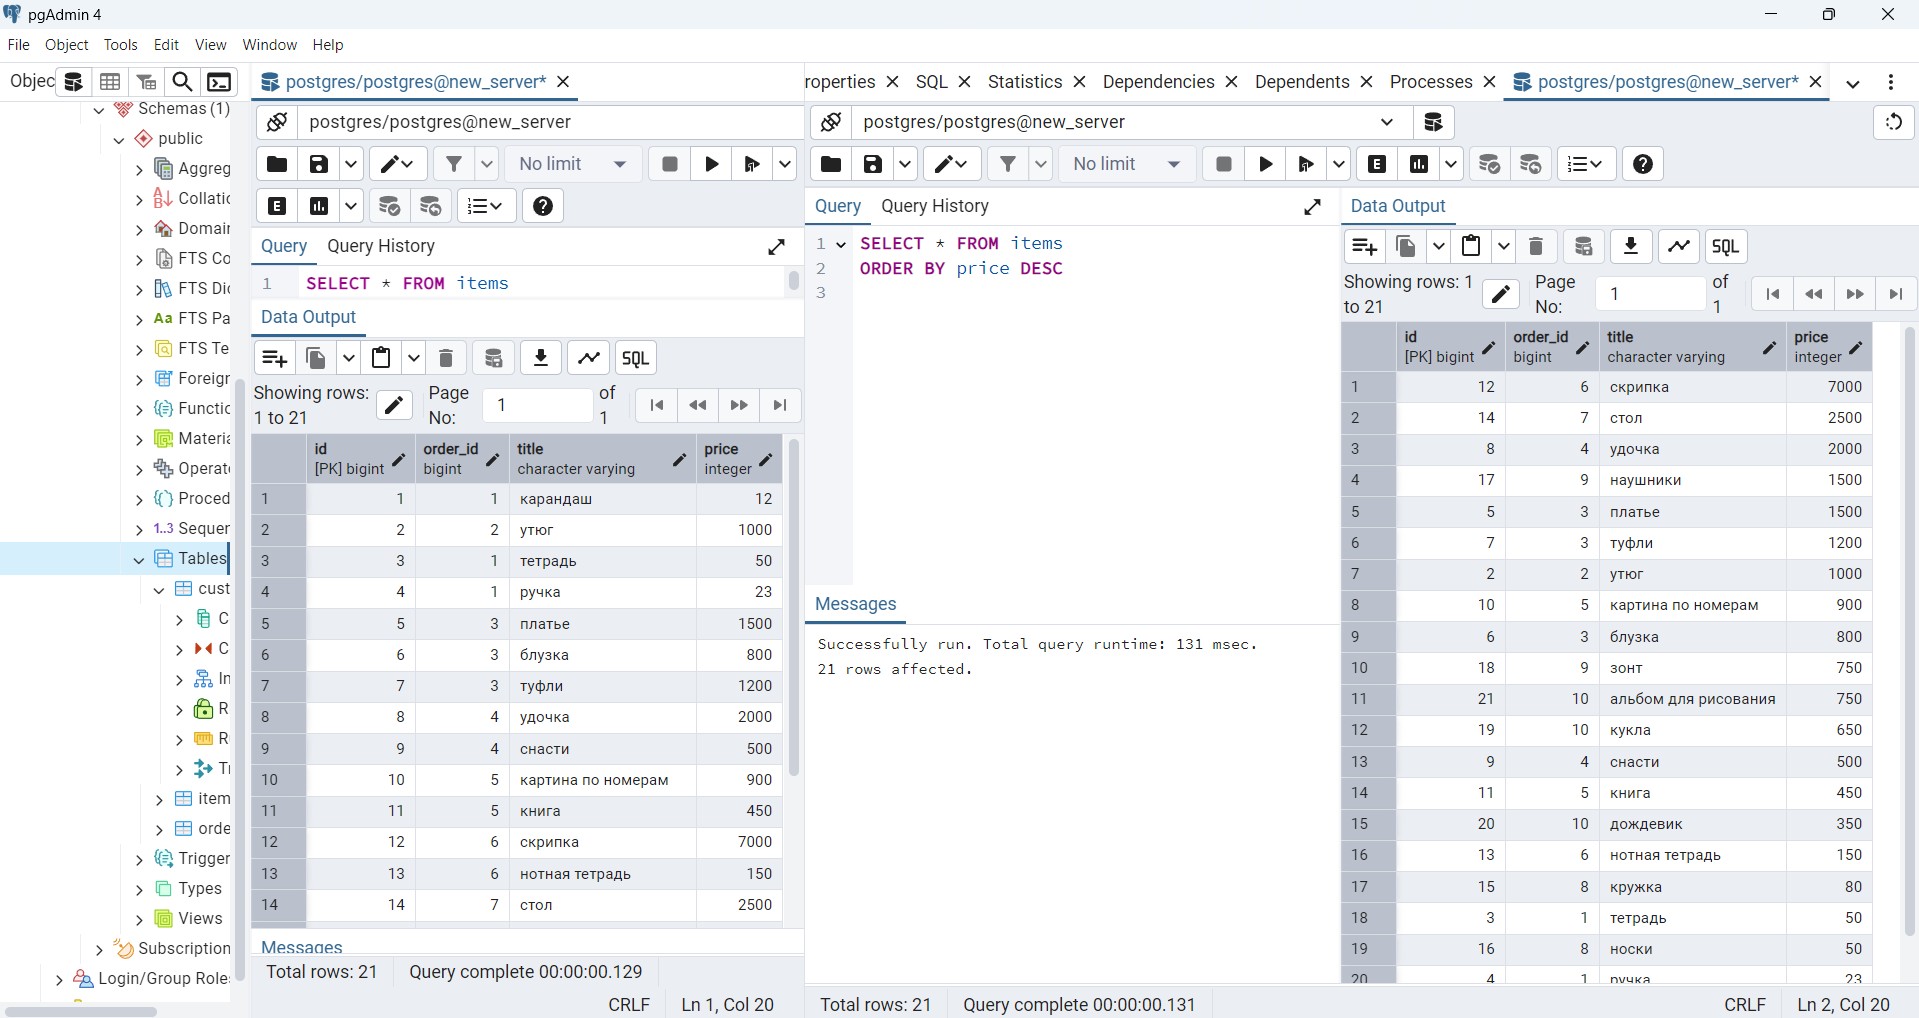 pgAdmin 4
File Object Tools Edit View Window Help
Objec
Schemas (1)
public
Aggreg
Collatic
Domair
FTS Co
FTS Dic
FTS Pa
FTS Te
Foreigr
Functic
Materia
Operat
Proced
1..3 Sequer
Tables
cust
C
C
In
R
R
Tr
item
orde
Trigger
Types
Views
Subscription
Login/Group Role
postgres/postgres@new_server*
postgres/postgres@new_server
No limit
Query Query History
1 SELECT * FROM items
Data Output
SQL
Showing rows: 1 to 21
Page No: 1 of 1
id [PK] bigint order_id bigint title character varying price integer
1 1 1 карандаш 12
2 2 2 утюг 1000
3 3 1 тетрадь 50
4 4 1 ручка 23
5 5 3 платье 1500
6 6 3 блузка 800
7 7 3 туфли 1200
8 8 4 удочка 2000
9 9 4 снасти 500
10 10 5 картина по номерам 900
11 11 5 книга 450
12 12 6 скрипка 7000
13 13 6 нотная тетрадь 150
14 14 7 стол 2500
Messages
Total rows: 21 Query complete 00:00:00.129
CRLF Ln 1, Col 20
roperties SQL Statistics Dependencies Dependents Processes postgres/postgres@new_server*
postgres/postgres@new_server
No limit
Query Query History
1 SELECT * FROM items
2 ORDER BY price DESC
3
Messages
Successfully run. Total query runtime: 131 msec.
21 rows affected.
Data Output
SQL
Showing rows: 1 to 21
Page No: 1 of 1
id [PK] bigint order_id bigint title character varying price integer
1 12 6 скрипка 7000
2 14 7 стол 2500
3 8 4 удочка 2000
4 17 9 наушники 1500
5 5 3 платье 1500
6 7 3 туфли 1200
7 2 2 утюг 1000
8 10 5 картина по номерам 900
9 6 3 блузка 800
10 18 9 зонт 750
11 21 10 альбом для рисования 750
12 19 10 кукла 650
13 9 4 снасти 500
14 11 5 книга 450
15 20 10 дождевик 350
16 13 6 нотная тетрадь 150
17 15 8 кружка 80
18 3 1 тетрадь 50
19 16 8 носки 50
20 4 1 ручка 23
Total rows: 21 Query complete 00:00:00.131
CRLF Ln 2, Col 20